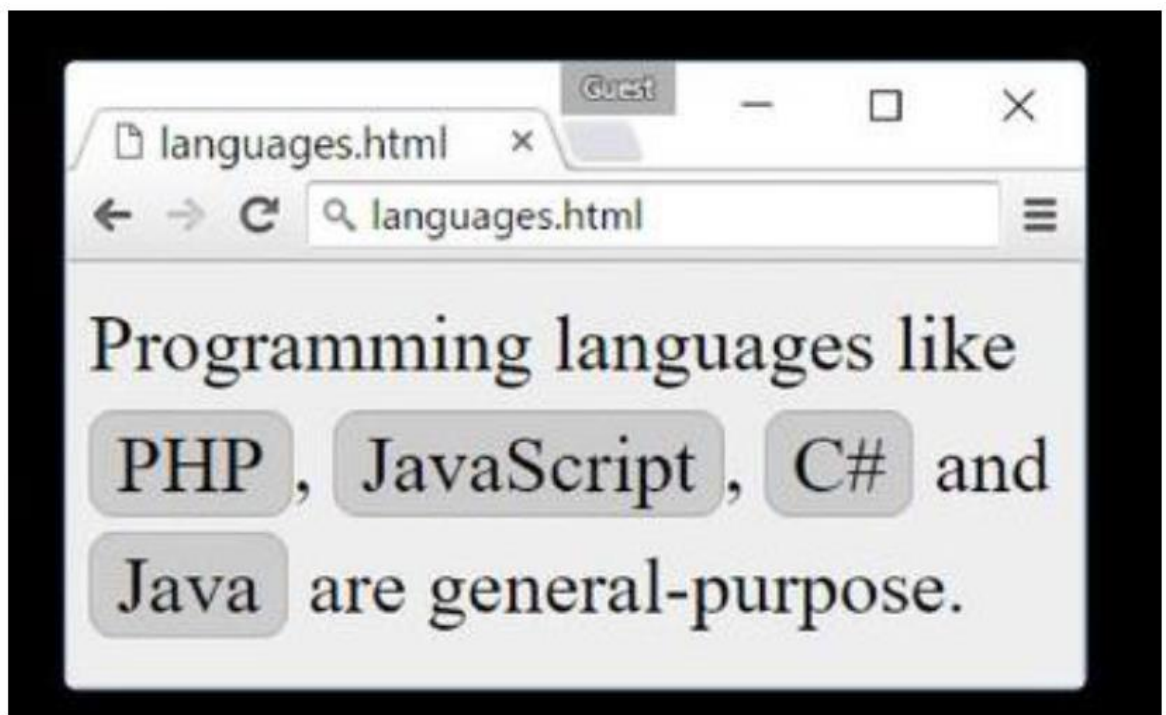 Guest
languages.html
languages.html
Programming languages like
PHP, JavaScript, C# and
Java are general-purpose.